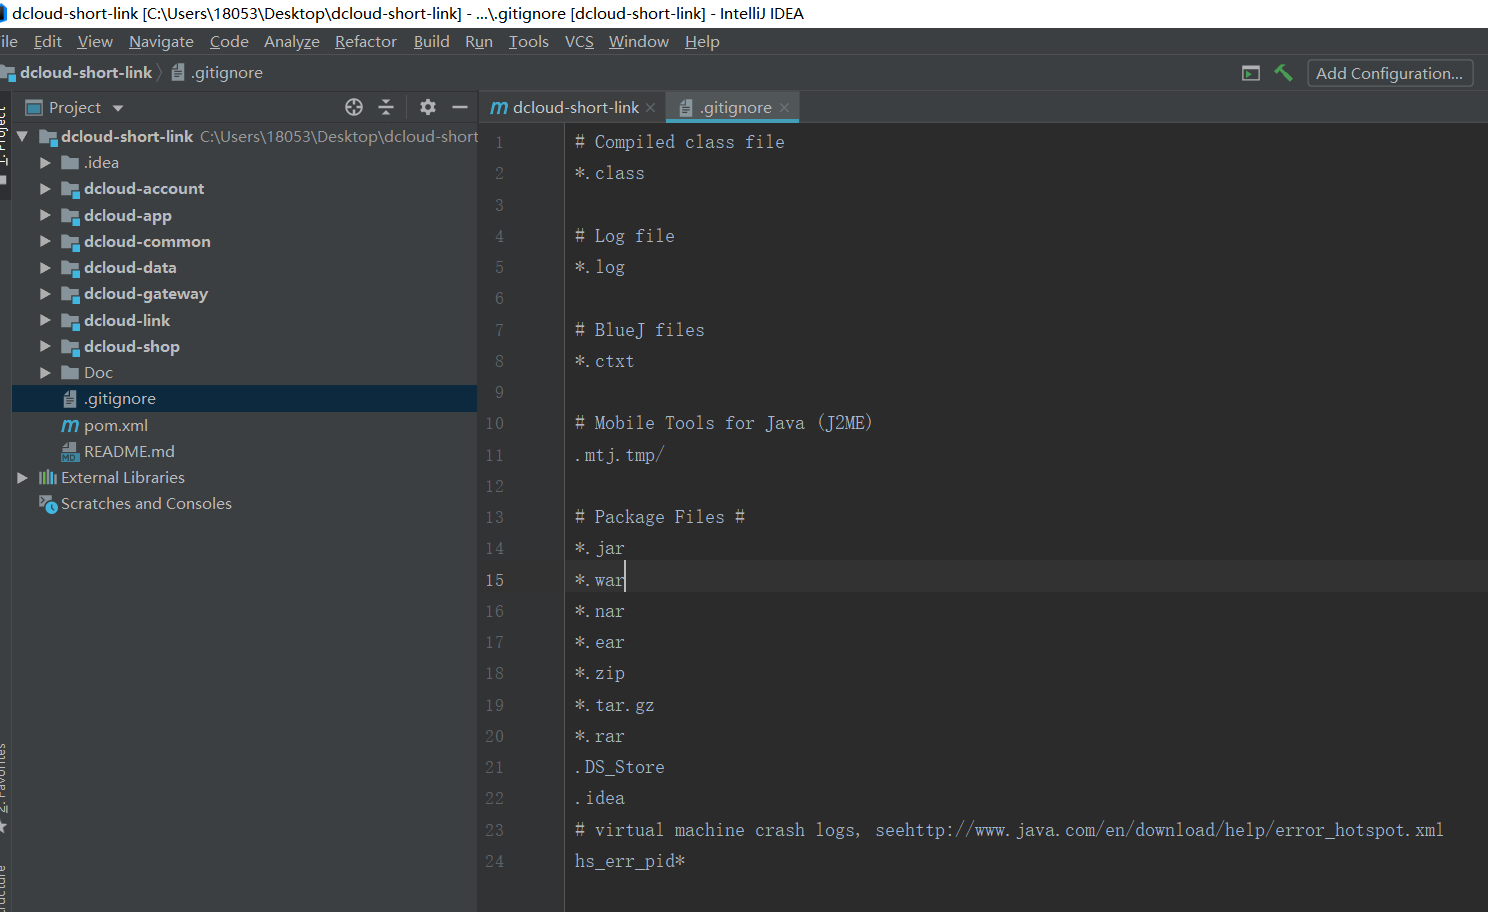 dcloud-short-link [C:\Users\18053\Desktop\dcloud-short-link] - ...\.gitignore [dcloud-short-link] - IntelliJ IDEA
ile Edit View Navigate Code Analyze Refactor Build Run Tools VCS Window Help
dcloud-short-link .gitignore Add Configuration...
Project
dcloud-short-link .gitignore
1: Project
dcloud-short-link C:\Users\18053\Desktop\dcloud-short
.idea
dcloud-account
dcloud-app
dcloud-common
dcloud-data
dcloud-gateway
dcloud-link
dcloud-shop
Doc
.gitignore
pom.xml
README.md
External Libraries
Scratches and Consoles
2: Favorites
ructure
1 # Compiled class file
2 *.class
3
4 # Log file
5 *.log
6
7 # BlueJ files
8 *.ctxt
9
10 # Mobile Tools for Java (J2ME)
11 .mtj.tmp/
12
13 # Package Files #
14 *.jar
15 *.war
16 *.nar
17 *.ear
18 *.zip
19 *.tar.gz
20 *.rar
21 .DS_Store
22 .idea
23 # virtual machine crash logs, seehttp://www.java.com/en/download/help/error_hotspot.xml
24 hs_err_pid*